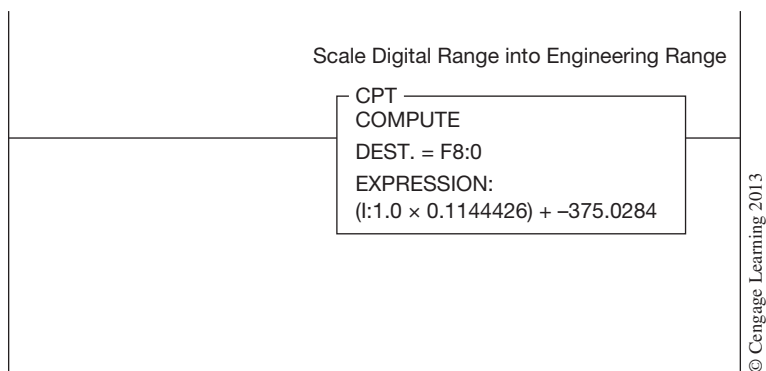 Scale Digital Range into Engineering Range
CPT
COMPUTE
DEST. = F8:0
EXPRESSION:
(I:1.0 × 0.1144426) + –375.0284
© Cengage Learning 2013